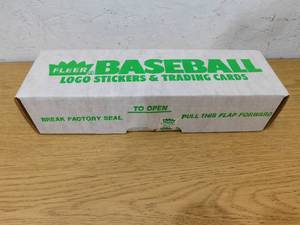 FLEER BASEBALL
LOGO STICKERS & TRADING CARDS
TO OPEN
BREAK FACTORY SEAL
PULL THIS FLAP FORWARD